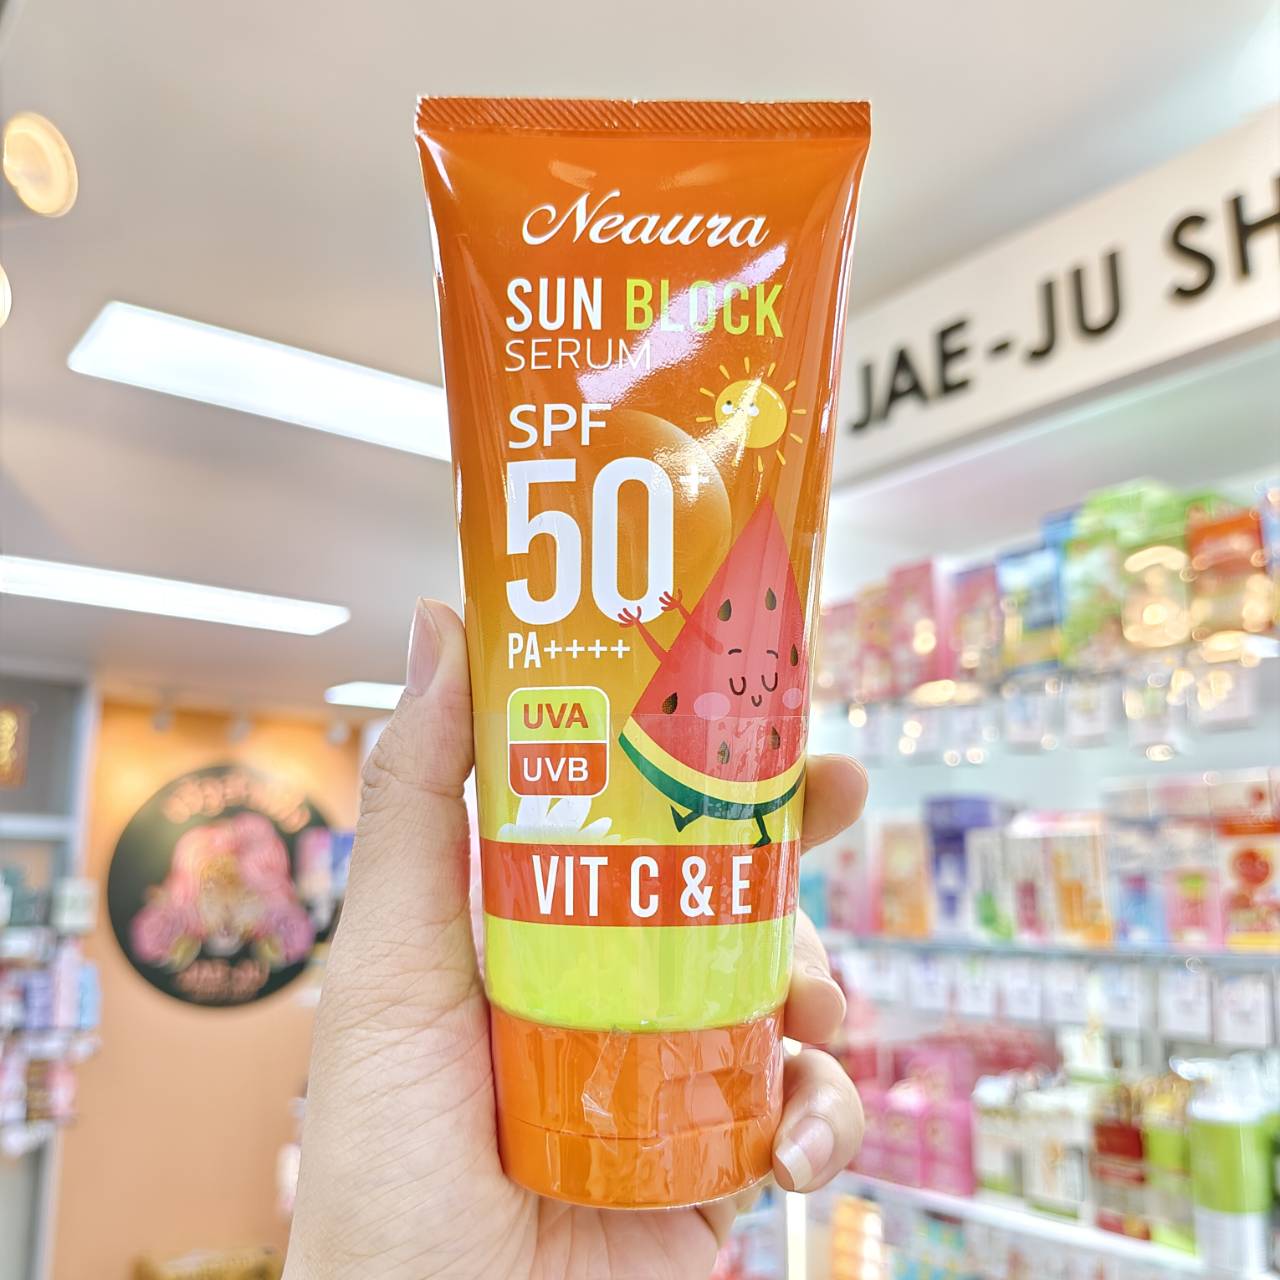 Neaura
SUN BLOCK
SERUM
SPF
50+
PA++++
UVA
UVB
VIT C & E
JAE-JU SH